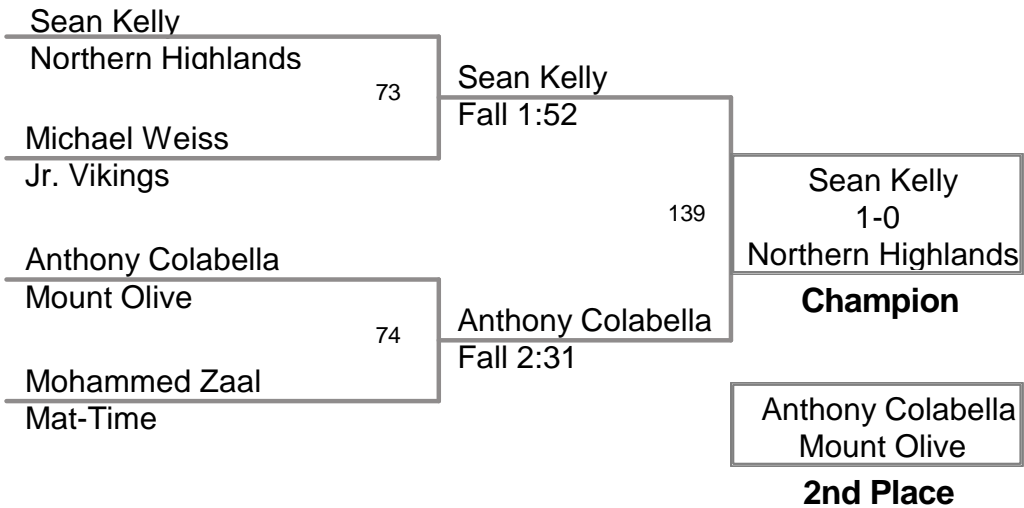 Sean Kelly
Northern Highlands
73
Sean Kelly
Fall 1:52
Michael Weiss
Jr. Vikings
139
Sean Kelly
1-0
Northern Highlands
Champion
Anthony Colabella
Mount Olive
74
Anthony Colabella
Fall 2:31
Mohammed Zaal
Mat-Time
Anthony Colabella
Mount Olive
2nd Place